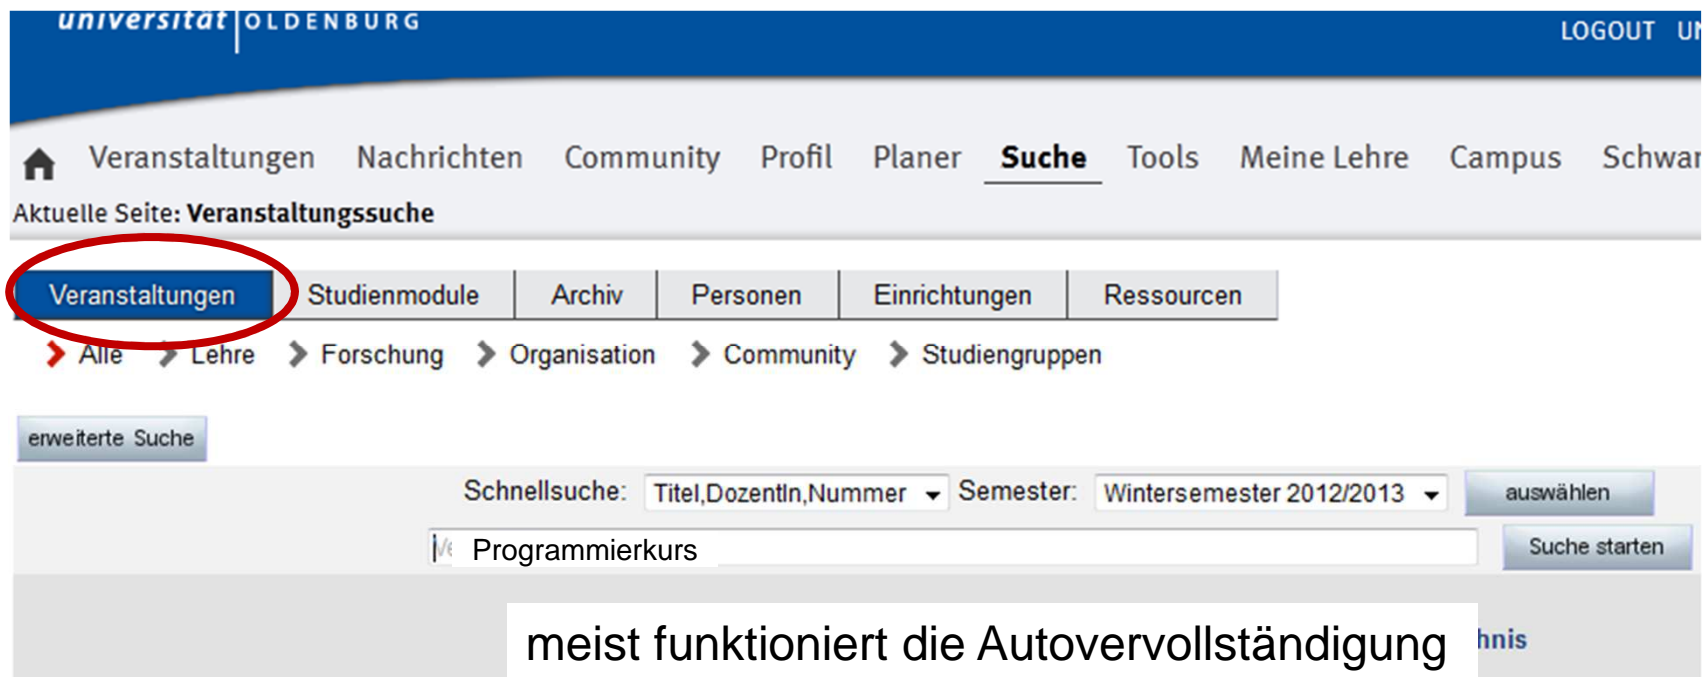 universität OLDENBURG
LOGOUT
Veranstaltungen Nachrichten Community Profil Planer Suche Tools Meine Lehre Campus
Aktuelle Seite: Veranstaltungssuche
Veranstaltungen Studienmodule Archiv Personen Einrichtungen Ressourcen
Alle Lehre Forschung Organisation Community Studiengruppen
erweiterte Suche
Schnellsuche: Titel,DozentIn,Nummer Semester: Wintersemester 2012/2013 auswählen
Programmierkurs Suche starten
meist funktioniert die Autovervollständigung